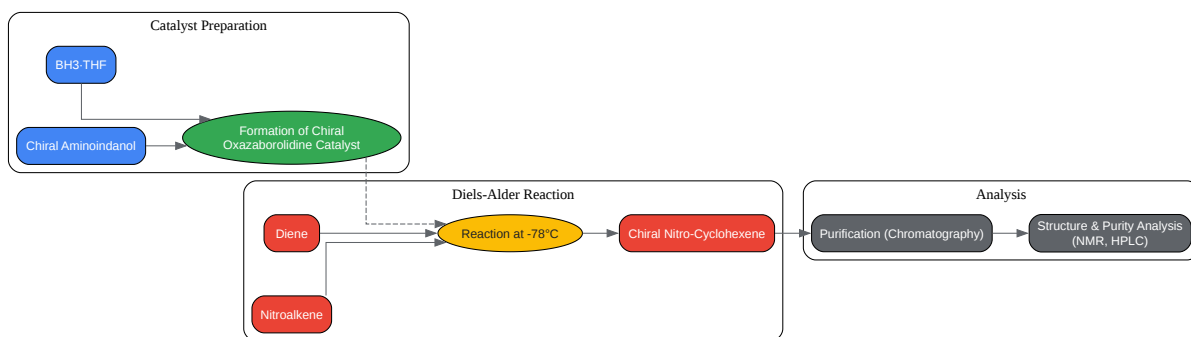 Catalyst Preparation
BH3·THF
Chiral Aminoindanol
Formation of Chiral
Oxazaborolidine Catalyst
Diels-Alder Reaction
Diene
Nitroalkene
Reaction at -78°C
Chiral Nitro-Cyclohexene
Analysis
Purification (Chromatography)
Structure & Purity Analysis
(NMR, HPLC)